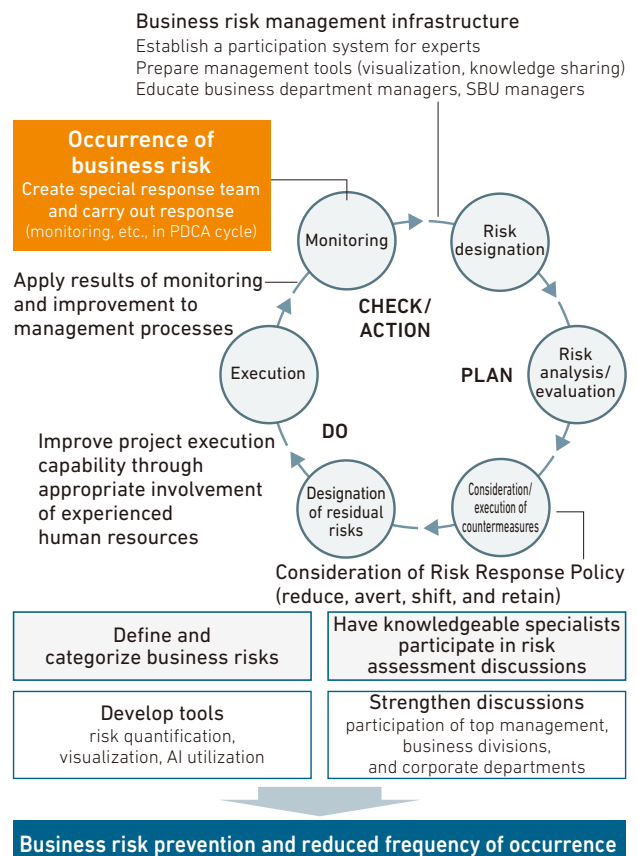 Business risk management infrastructure
Establish a participation system for experts
Prepare management tools (visualization, knowledge sharing)
Educate business department managers, SBU managers
Occurrence of
business risk
Create special response team
and carry out response
(monitoring, etc., in PDCA cycle)
Monitoring
Risk
designation
Apply results of monitoring
and improvement to
management processes
CHECK/
ACTION
Execution
PLAN
Risk
analysis/
evaluation
DO
Improve project execution
capability through
appropriate involvement
of experienced
human resources
Designation
of residual
risks
Consideration/
execution of
countermeasures
Consideration of Risk Response Policy
(reduce, avert, shift, and retain)
Define and
categorize business risks
Have knowledgeable specialists
participate in risk
assessment discussions
Develop tools
risk quantification,
visualization, AI utilization
Strengthen discussions
participation of top management,
business divisions,
and corporate departments
Business risk prevention and reduced frequency of occurrence